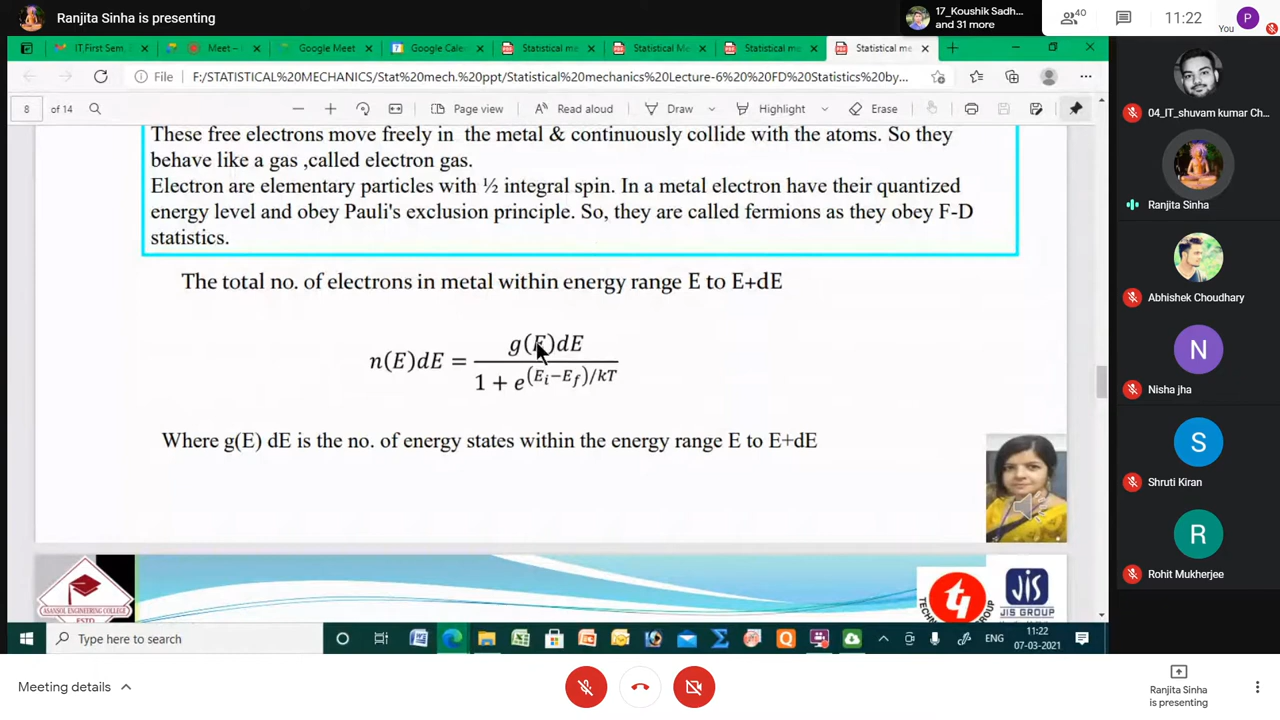 Ranjita Sinha is presenting
17_Koushik Sadh...
and 31 more
40
11:22
You
P
IT.First Sem,
Meet –
Google Meet
Google Cale
Statistical me
Statistical Me
Statistical me
Statistical me
File
F:/STATISTICAL%20MECHANICS/Stat%20mech.%20ppt/Statistical%20mechanics%20Lecture-6%20%20FD%20Statistics%20by...
8
of 14
Page view
Read aloud
Draw
Highlight
Erase
These free electrons move freely in the metal & continuously collide with the atoms. So they
behave like a gas ,called electron gas.
Electron are elementary particles with ½ integral spin. In a metal electron have their quantized
energy level and obey Pauli's exclusion principle. So, they are called fermions as they obey F-D
statistics.
The total no. of electrons in metal within energy range E to E+dE
n(E)dE = g(E)dE / 1 + e^(E_i−E_f)/kT
Where g(E) dE is the no. of energy states within the energy range E to E+dE
ASANSOL ENGINEERING COLLEGE
ESTD
JIS
JIS GROUP
04_IT_shuvam kumar Ch...
Ranjita Sinha
Abhishek Choudhary
N
Nisha jha
S
Shruti Kiran
R
Rohit Mukherjee
Type here to search
ENG
11:22
07-03-2021
Meeting details
Ranjita Sinha
is presenting